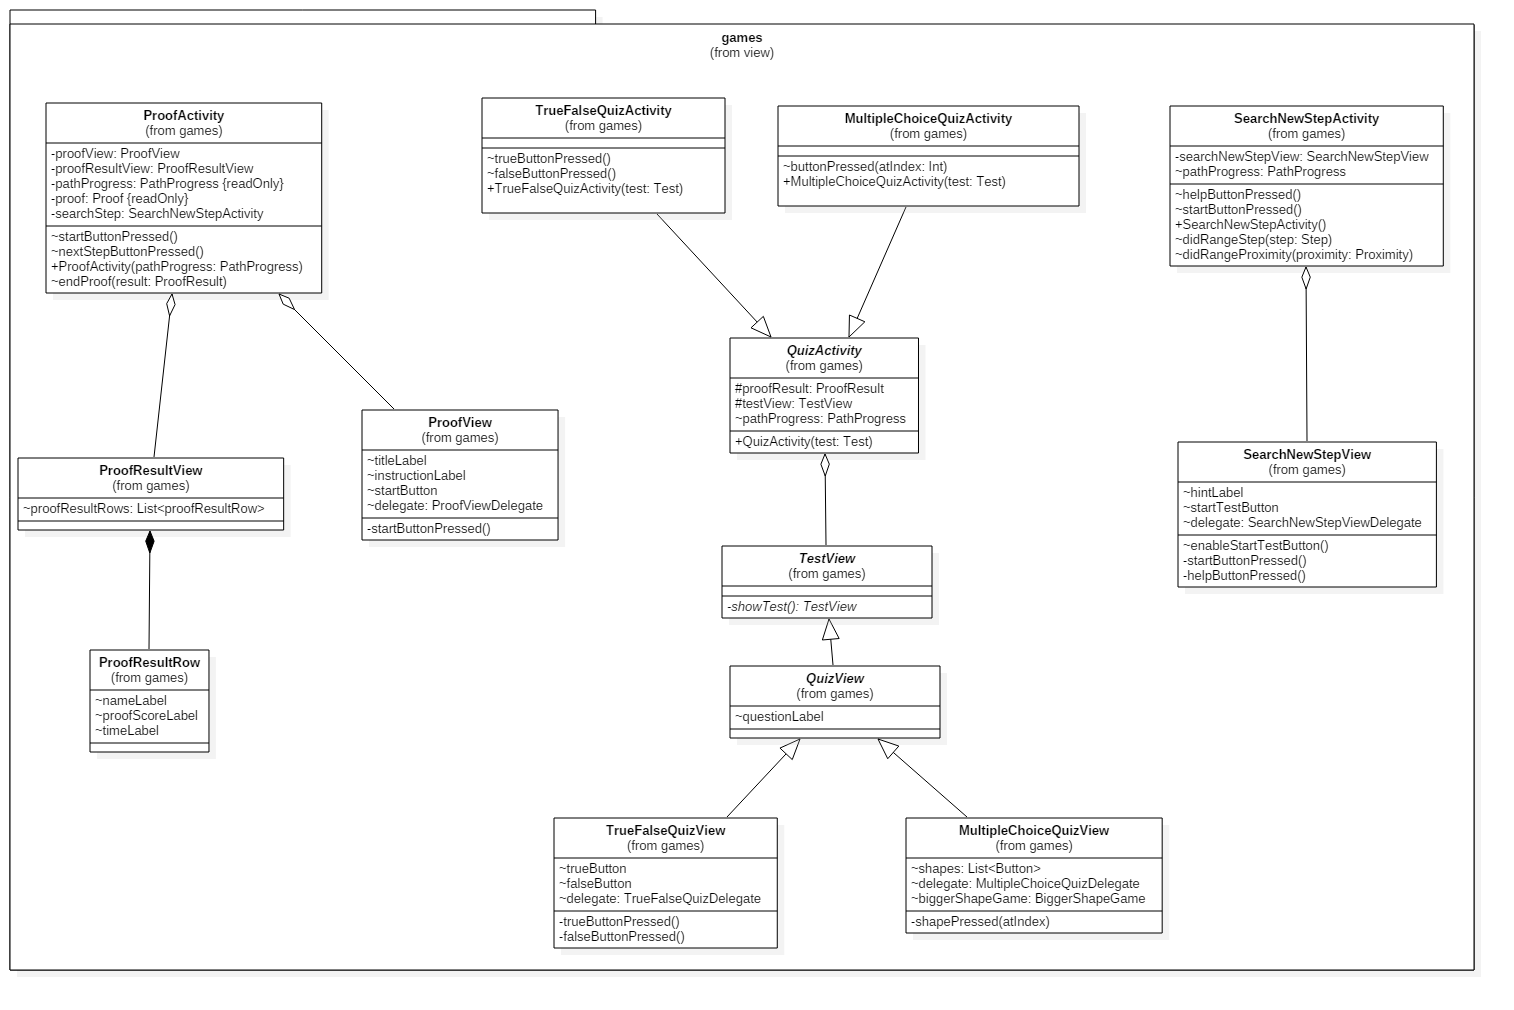 games
(from view)
ProofActivity
(from games)
-proofView: ProofView
-proofResultView: ProofResultView
-pathProgress: PathProgress {readOnly}
-proof: Proof {readOnly}
-searchStep: SearchNewStepActivity
~startButtonPressed()
~nextStepButtonPressed()
+ProofActivity(pathProgress: PathProgress)
~endProof(result: ProofResult)
TrueFalseQuizActivity
(from games)
~trueButtonPressed()
~falseButtonPressed()
+TrueFalseQuizActivity(test: Test)
MultipleChoiceQuizActivity
(from games)
~buttonPressed(atIndex: Int)
+MultipleChoiceQuizActivity(test: Test)
SearchNewStepActivity
(from games)
-searchNewStepView: SearchNewStepView
~pathProgress: PathProgress
~helpButtonPressed()
~startButtonPressed()
+SearchNewStepActivity()
~didRangeStep(step: Step)
~didRangeProximity(proximity: Proximity)
QuizActivity
(from games)
#proofResult: ProofResult
#testView: TestView
~pathProgress: PathProgress
+QuizActivity(test: Test)
ProofView
(from games)
~titleLabel
~instructionLabel
~startButton
~delegate: ProofViewDelegate
-startButtonPressed()
ProofResultView
(from games)
~proofResultRows: List<proofResultRow>
SearchNewStepView
(from games)
~hintLabel
~startTestButton
~delegate: SearchNewStepViewDelegate
~enableStartTestButton()
-startButtonPressed()
-helpButtonPressed()
TestView
(from games)
-showTest(): TestView
ProofResultRow
(from games)
~nameLabel
~proofScoreLabel
~timeLabel
QuizView
(from games)
~questionLabel
TrueFalseQuizView
(from games)
~trueButton
~falseButton
~delegate: TrueFalseQuizDelegate
-trueButtonPressed()
-falseButtonPressed()
MultipleChoiceQuizView
(from games)
~shapes: List<Button>
~delegate: MultipleChoiceQuizDelegate
~biggerShapeGame: BiggerShapeGame
-shapePressed(atIndex)